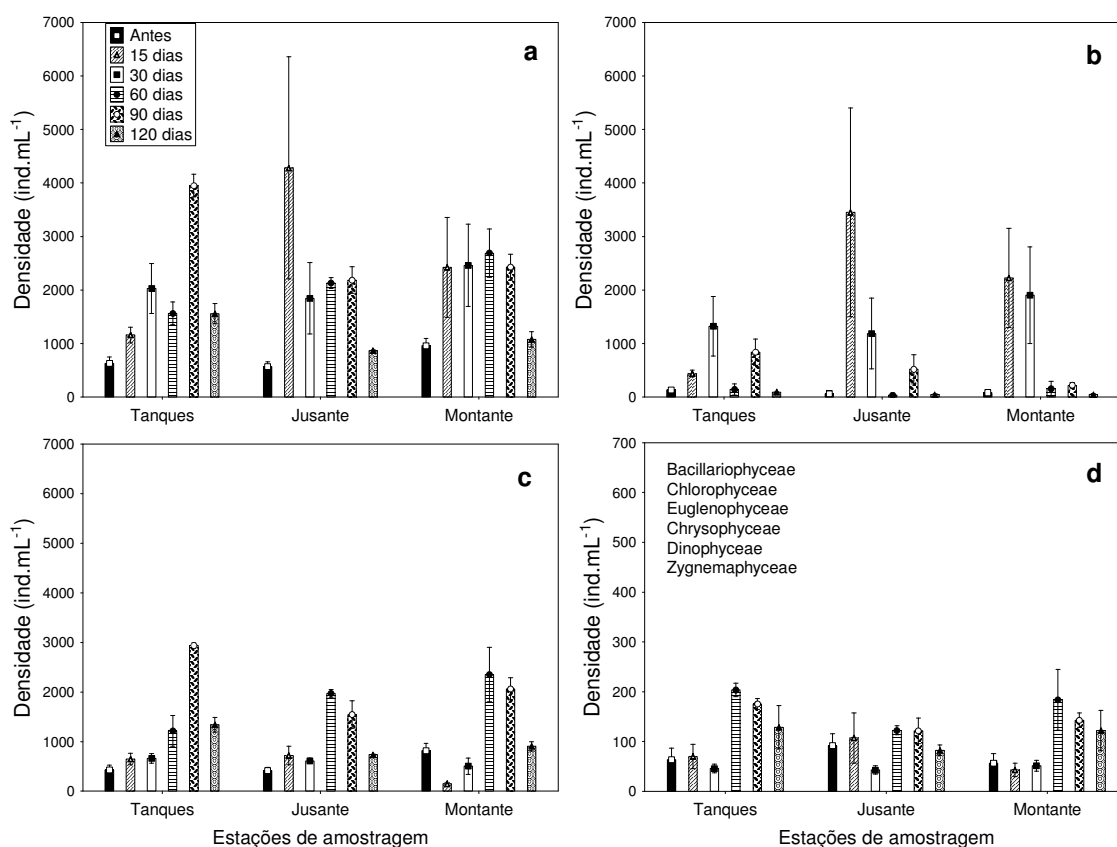 7000
6000
5000
4000
3000
2000
1000
0
Densidade (ind.mL⁻¹)
Antes
15 dias
30 dias
60 dias
90 dias
120 dias
a
Tanques Jusante Montante
7000
6000
5000
4000
3000
2000
1000
0
Densidade (ind.mL⁻¹)
b
Tanques Jusante Montante
7000
6000
5000
4000
3000
2000
1000
0
Densidade (ind.mL⁻¹)
c
Tanques Jusante Montante
Estações de amostragem
700
600
500
400
300
200
100
0
Densidade (ind.mL⁻¹)
d
Bacillariophyceae
Chlorophyceae
Euglenophyceae
Chrysophyceae
Dinophyceae
Zygnemaphyceae
Tanques Jusante Montante
Estações de amostragem